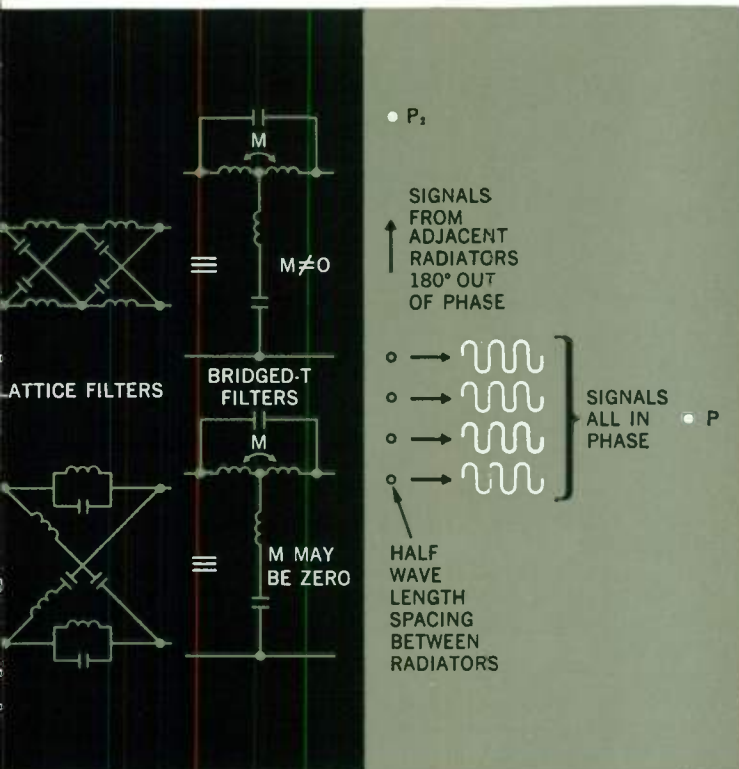 M
M≠0
≡
ATTICE FILTERS
BRIDGED-T
FILTERS
M
M MAY
BE ZERO
≡
P₂
SIGNALS
FROM
ADJACENT
RADIATORS
180° OUT
OF PHASE
SIGNALS
ALL IN
PHASE
P
HALF
WAVE
LENGTH
SPACING
BETWEEN
RADIATORS